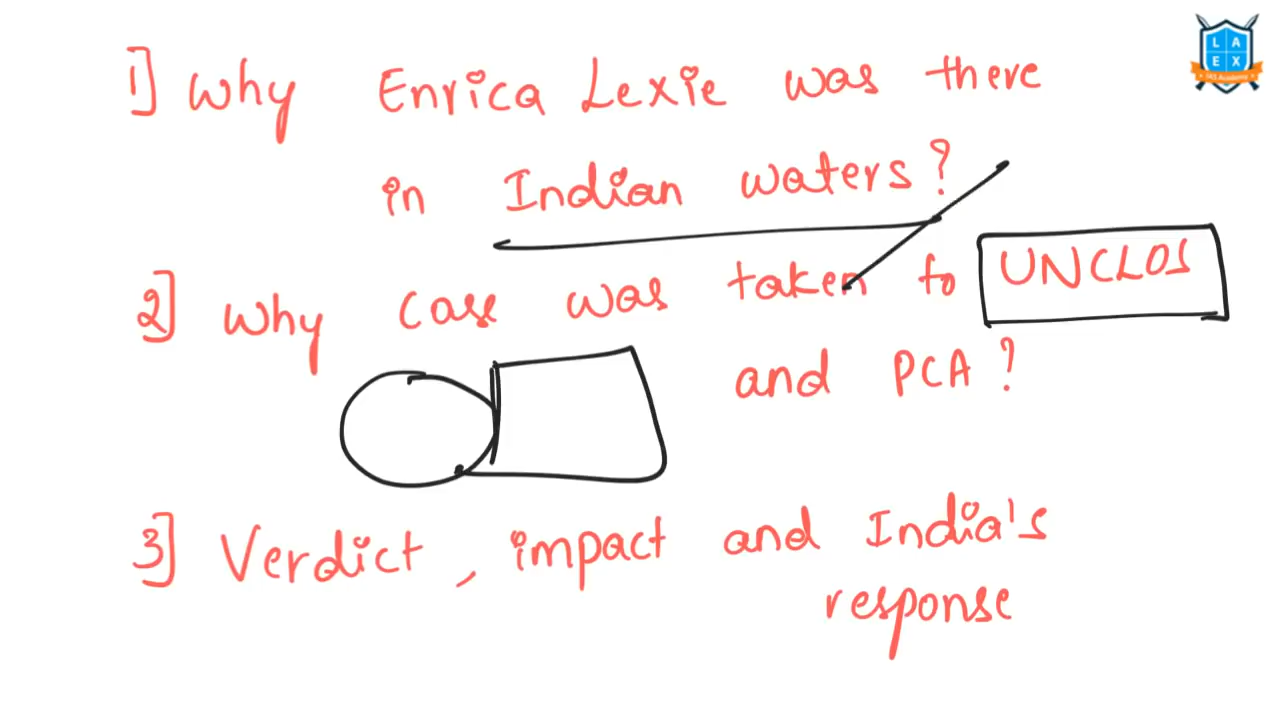 1] Why Enrica Lexie was there
in Indian waters?
2] Why case was taken to UNCLOS
and PCA?
3] Verdict, impact and India's
response
L A
E X